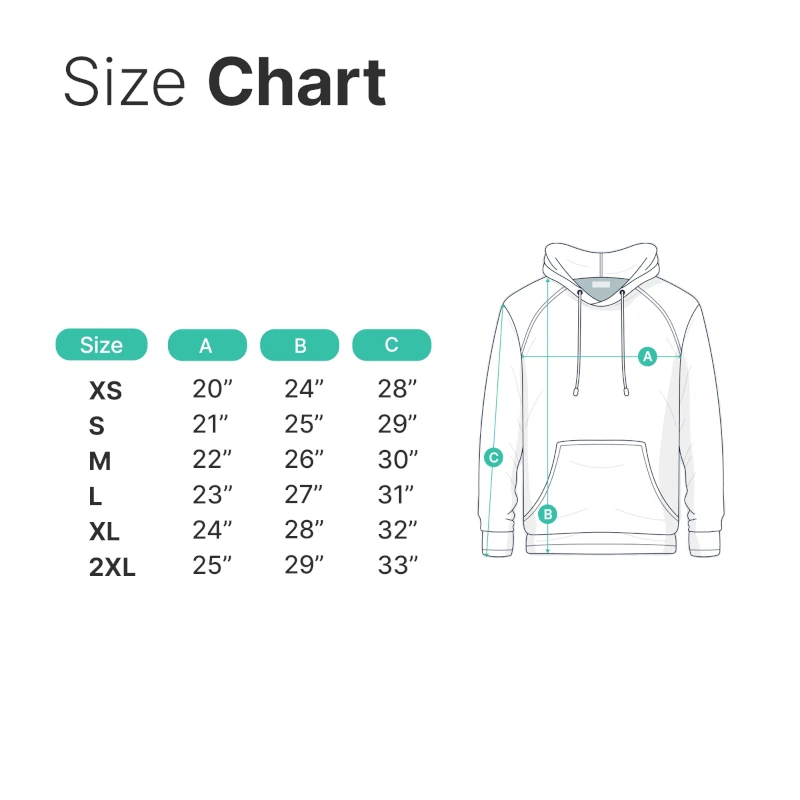 Size Chart
Size A B C
XS 20” 24” 28”
S 21” 25” 29”
M 22” 26” 30”
L 23” 27” 31”
XL 24” 28” 32”
2XL 25” 29” 33”
A
C
B